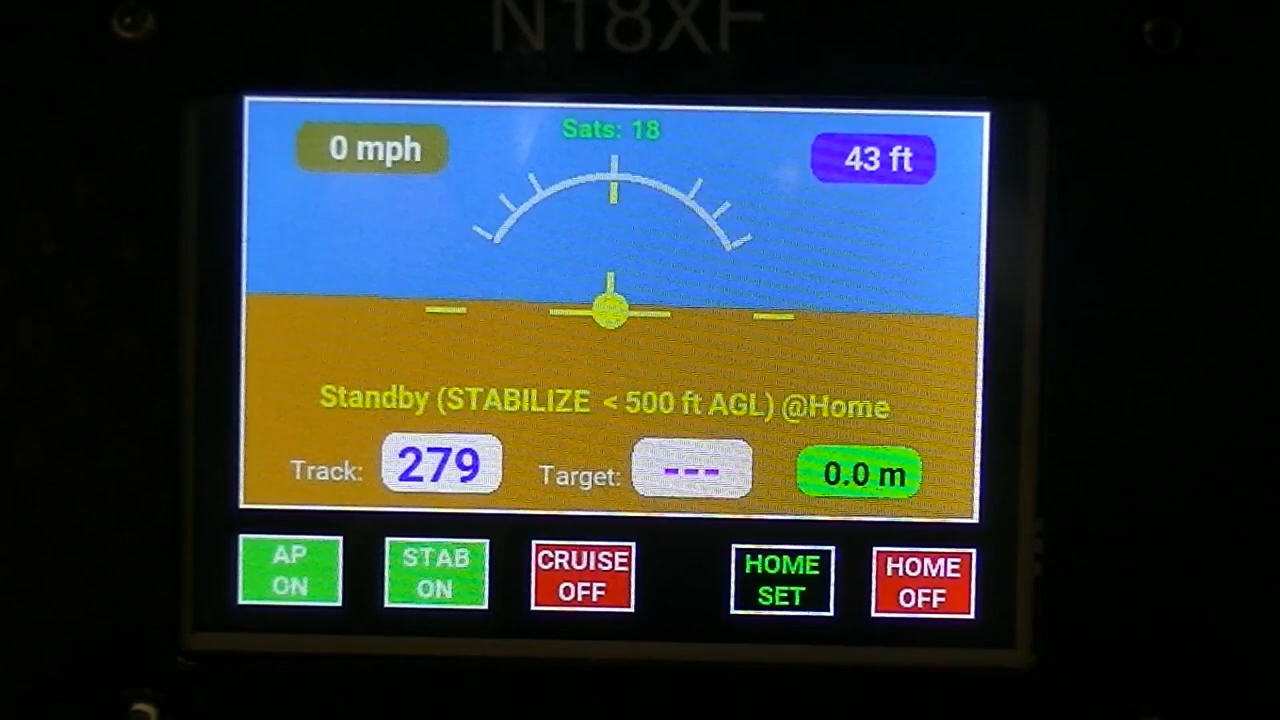 N18XF
Sats: 18
0 mph
43 ft
Standby (STABILIZE < 500 ft AGL) @Home
Track: 279 Target: --- 0.0 m
AP
ON
STAB
ON
CRUISE
OFF
HOME
SET
HOME
OFF